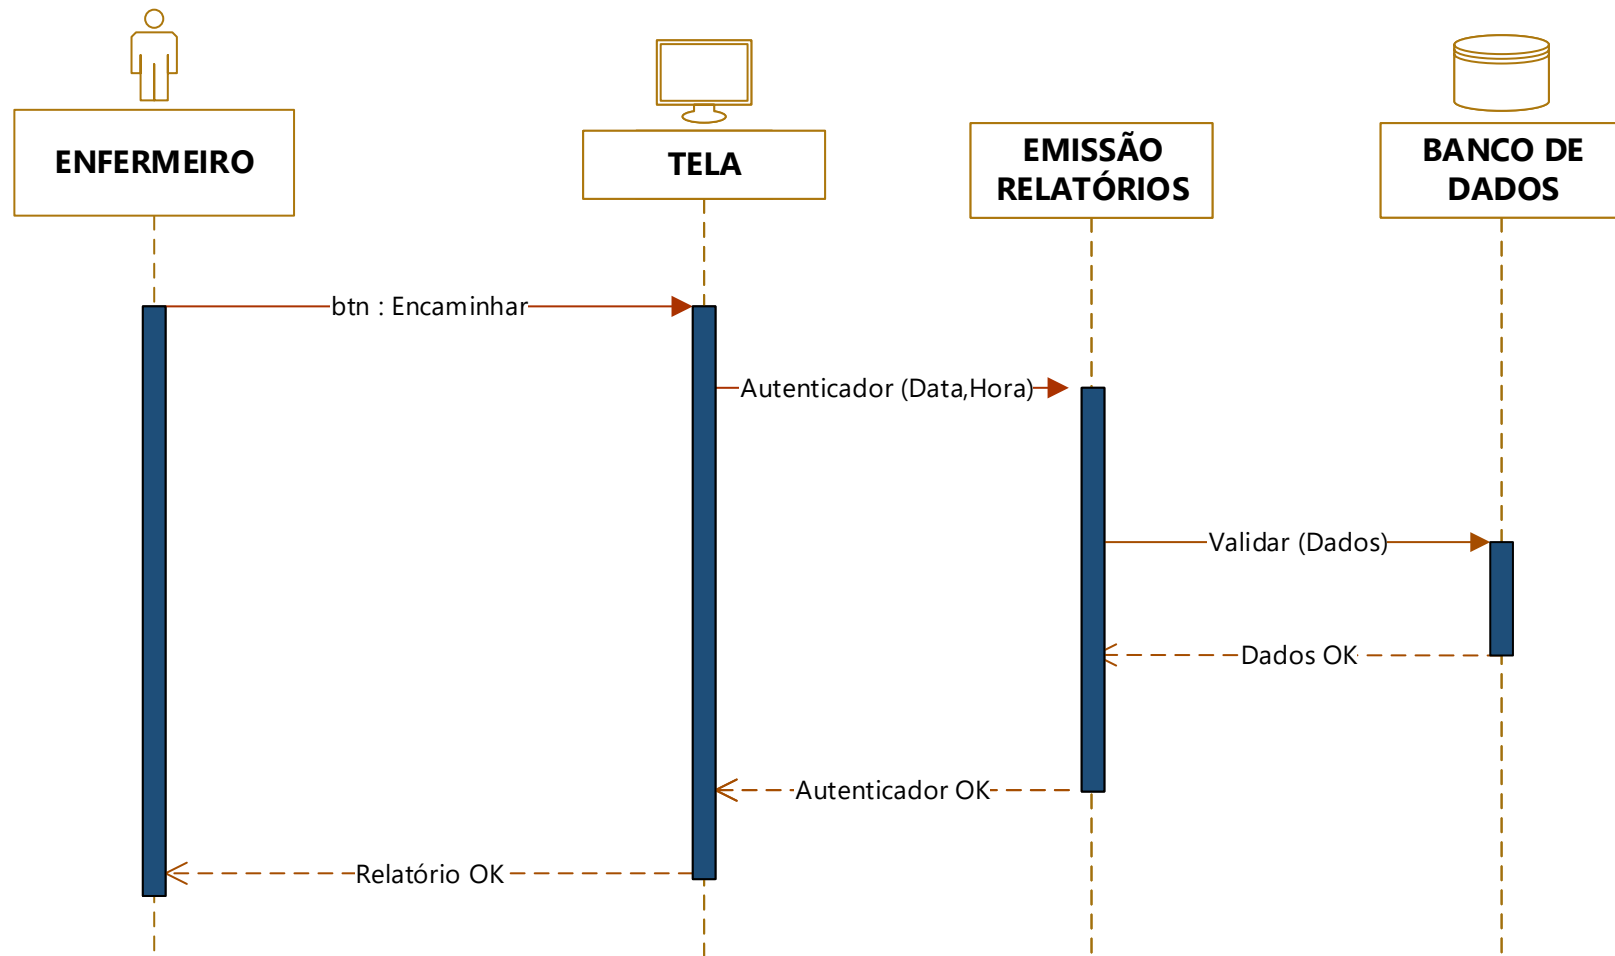 ENFERMEIRO
TELA
EMISSÃO
RELATÓRIOS
BANCO DE
DADOS
btn : Encaminhar
Autenticador (Data,Hora)
Validar (Dados)
Dados OK
Autenticador OK
Relatório OK